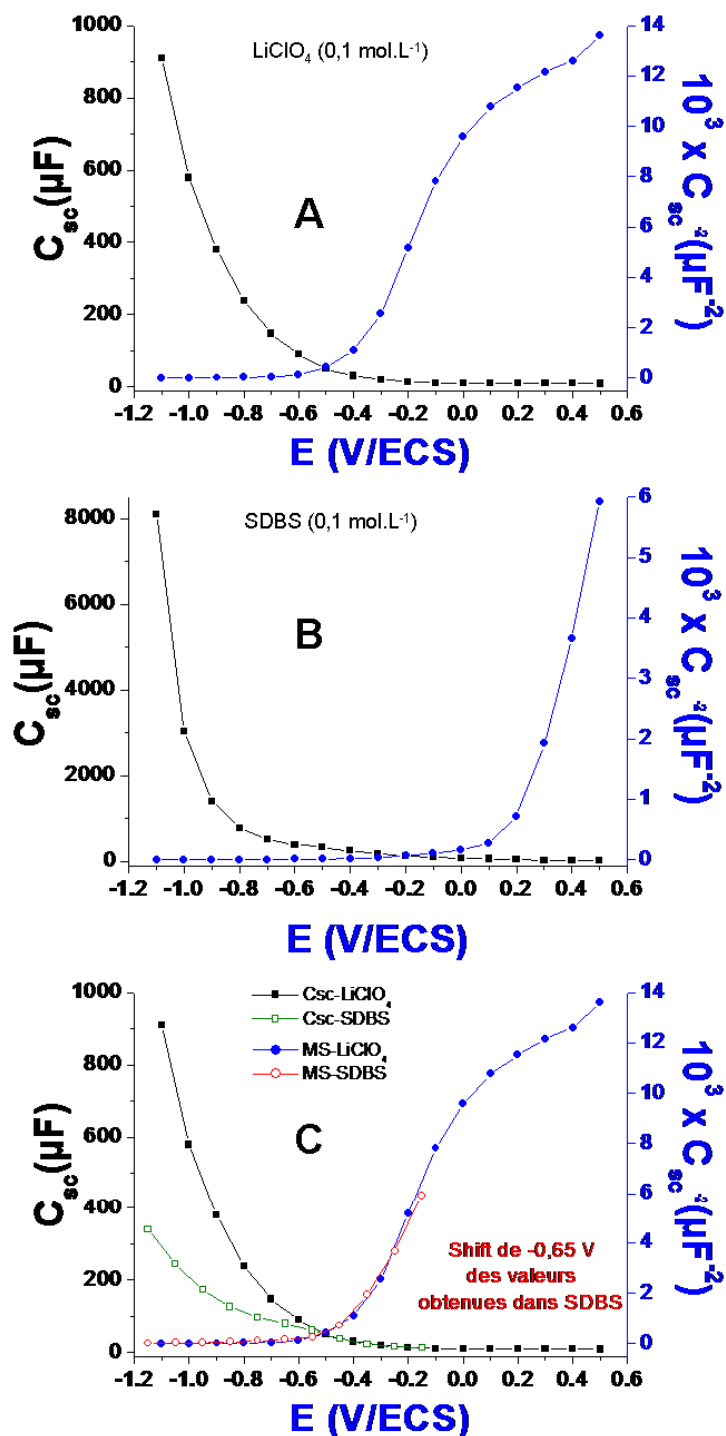 LiClO₄ (0,1 mol.L⁻¹)
A
C_sc (µF)
1000
800
600
400
200
0
14
12
10
8
6
4
2
0
10³ X C_sc⁻² (µF⁻²)
-1.2 -1.0 -0.8 -0.6 -0.4 -0.2 0.0 0.2 0.4 0.6
E (V/ECS)
SDBS (0,1 mol.L⁻¹)
B
C_sc (µF)
8000
6000
4000
2000
0
6
5
4
3
2
1
0
10³ X C_sc⁻² (µF⁻²)
-1.2 -1.0 -0.8 -0.6 -0.4 -0.2 0.0 0.2 0.4 0.6
E (V/ECS)
Csc-LiClO₄
Csc-SDBS
MS-LiClO₄
MS-SDBS
C
Shift de -0,65 V
des valeurs
obtenues dans SDBS
C_sc (µF)
1000
800
600
400
200
0
14
12
10
8
6
4
2
0
10³ X C_sc⁻² (µF⁻²)
-1.2 -1.0 -0.8 -0.6 -0.4 -0.2 0.0 0.2 0.4 0.6
E (V/ECS)